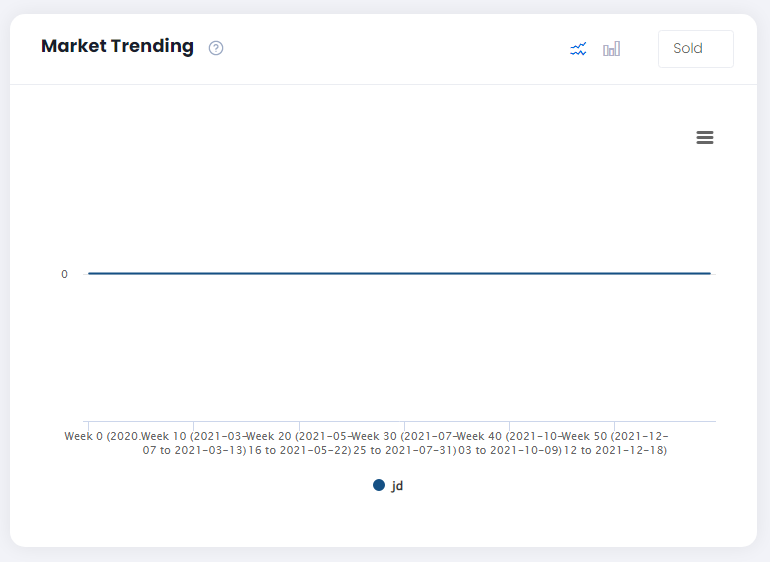 Market Trending
Sold
0
Week 0 (2020.
Week 10 (2021-03-
07 to 2021-03-13)
Week 20 (2021-05-
16 to 2021-05-22)
Week 30 (2021-07-
25 to 2021-07-31)
Week 40 (2021-10-
03 to 2021-10-09)
Week 50 (2021-12-
12 to 2021-12-18)
jd